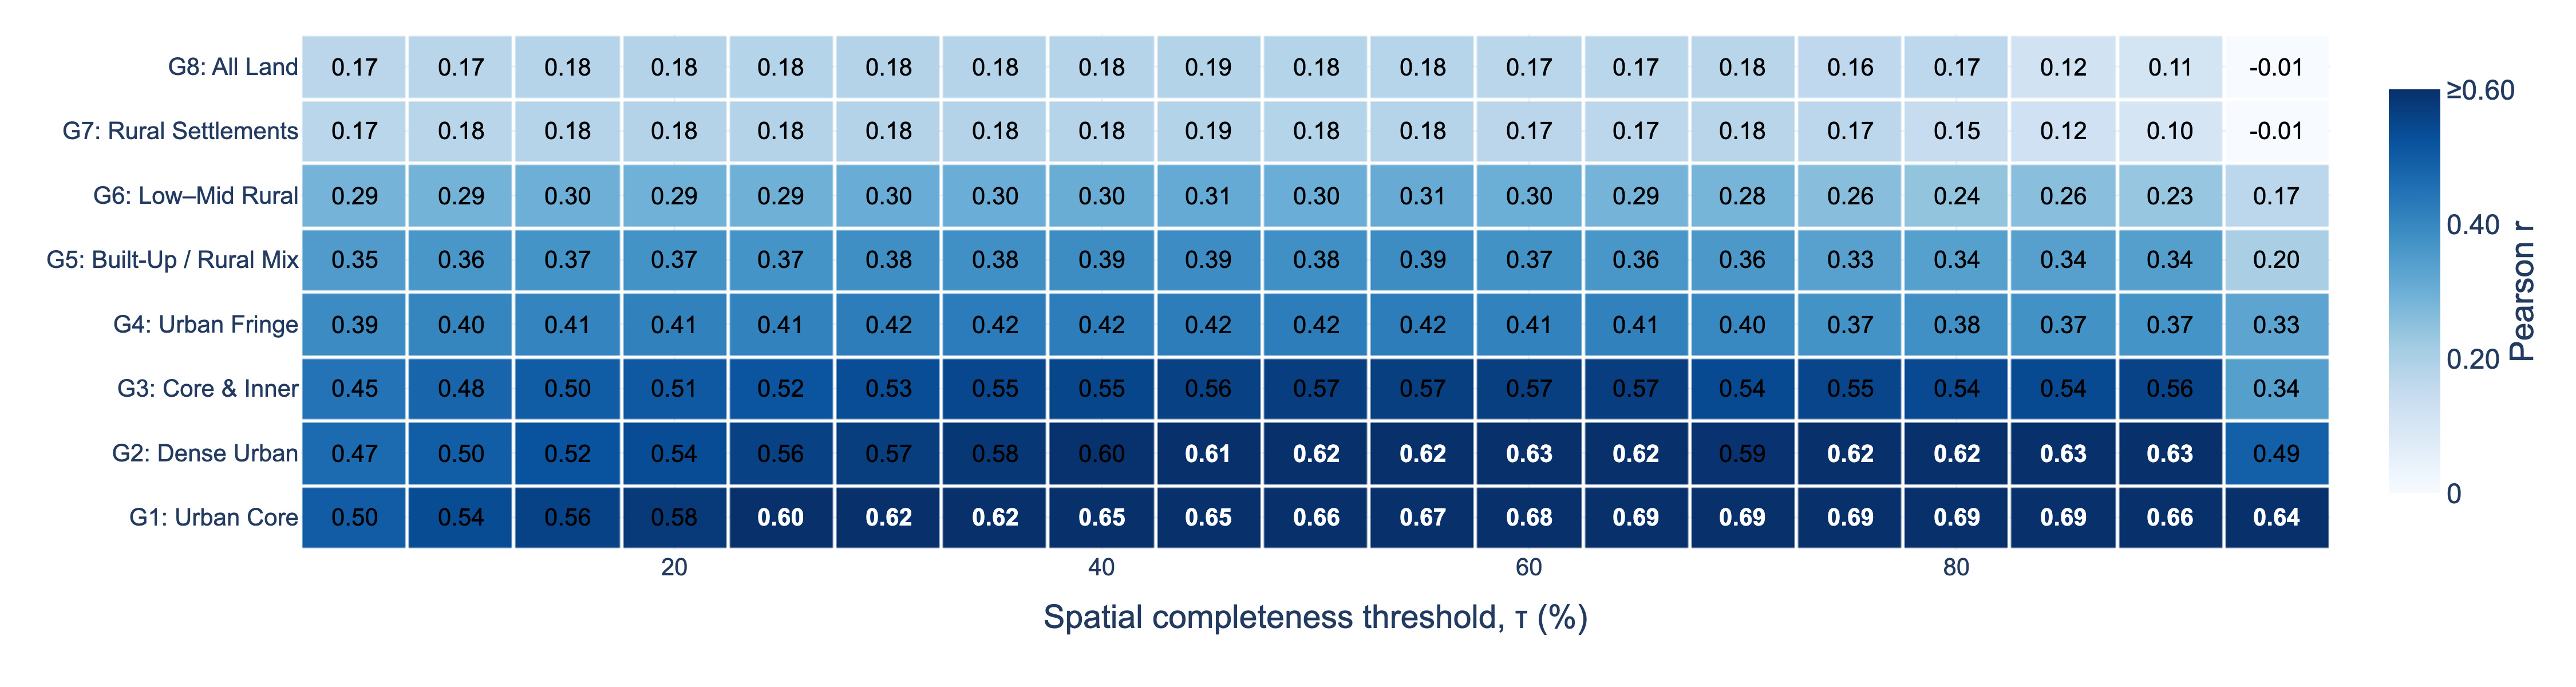 G8: All Land 0.17 0.17 0.18 0.18 0.18 0.18 0.18 0.18 0.19 0.18 0.18 0.17 0.17 0.18 0.16 0.17 0.12 0.11 -0.01
G7: Rural Settlements 0.17 0.18 0.18 0.18 0.18 0.18 0.18 0.18 0.19 0.18 0.18 0.17 0.17 0.18 0.17 0.15 0.12 0.10 -0.01
G6: Low–Mid Rural 0.29 0.29 0.30 0.29 0.29 0.30 0.30 0.30 0.31 0.30 0.31 0.30 0.29 0.28 0.26 0.24 0.26 0.23 0.17
G5: Built-Up / Rural Mix 0.35 0.36 0.37 0.37 0.37 0.38 0.38 0.39 0.39 0.38 0.39 0.37 0.36 0.36 0.33 0.34 0.34 0.34 0.20
G4: Urban Fringe 0.39 0.40 0.41 0.41 0.41 0.42 0.42 0.42 0.42 0.42 0.42 0.41 0.41 0.40 0.37 0.38 0.37 0.37 0.33
G3: Core & Inner 0.45 0.48 0.50 0.51 0.52 0.53 0.55 0.55 0.56 0.57 0.57 0.57 0.57 0.54 0.55 0.54 0.54 0.56 0.34
G2: Dense Urban 0.47 0.50 0.52 0.54 0.56 0.57 0.58 0.60 0.61 0.62 0.62 0.63 0.62 0.59 0.62 0.62 0.63 0.63 0.49
G1: Urban Core 0.50 0.54 0.56 0.58 0.60 0.62 0.62 0.65 0.65 0.66 0.67 0.68 0.69 0.69 0.69 0.69 0.69 0.66 0.64
20 40 60 80
Spatial completeness threshold, τ (%)
≥0.60
0.40
0.20
0
Pearson r